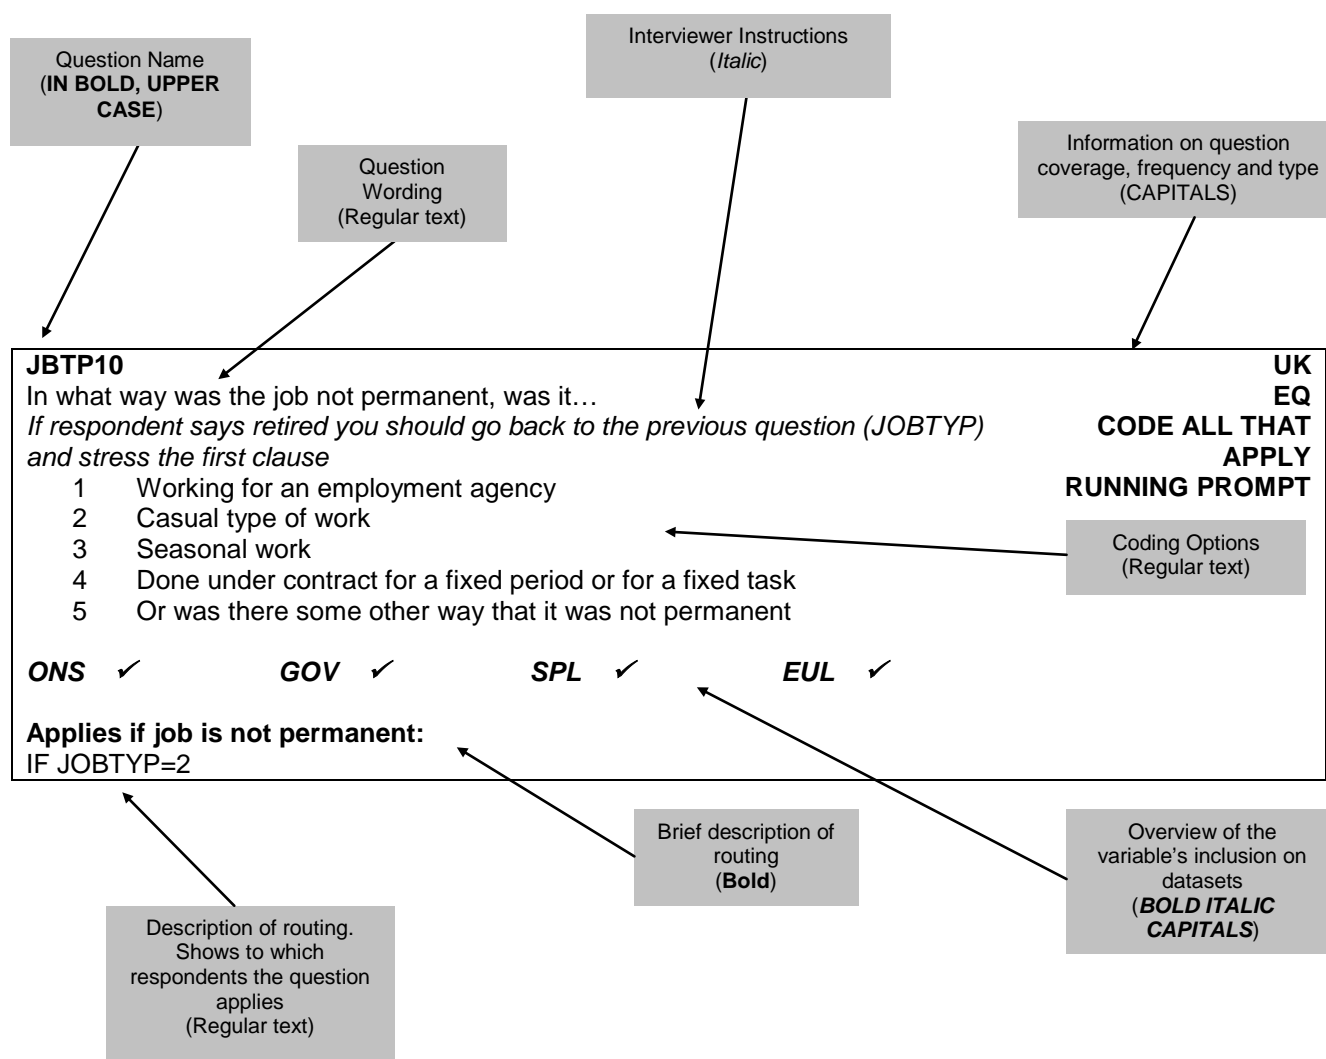 Question Name
(IN BOLD, UPPER
CASE)
Interviewer Instructions
(Italic)
Question
Wording
(Regular text)
Information on question
coverage, frequency and type
(CAPITALS)
JBTP10
UK
In what way was the job not permanent, was it…
EQ
If respondent says retired you should go back to the previous question (JOBTYP)
CODE ALL THAT
and stress the first clause
APPLY
1 Working for an employment agency
RUNNING PROMPT
2 Casual type of work
3 Seasonal work
4 Done under contract for a fixed period or for a fixed task
5 Or was there some other way that it was not permanent
Coding Options
(Regular text)
ONS ✓ GOV ✓ SPL ✓ EUL ✓
Applies if job is not permanent:
IF JOBTYP=2
Brief description of
routing
(Bold)
Overview of the
variable’s inclusion on
datasets
(BOLD ITALIC
CAPITALS)
Description of routing.
Shows to which
respondents the question
applies
(Regular text)